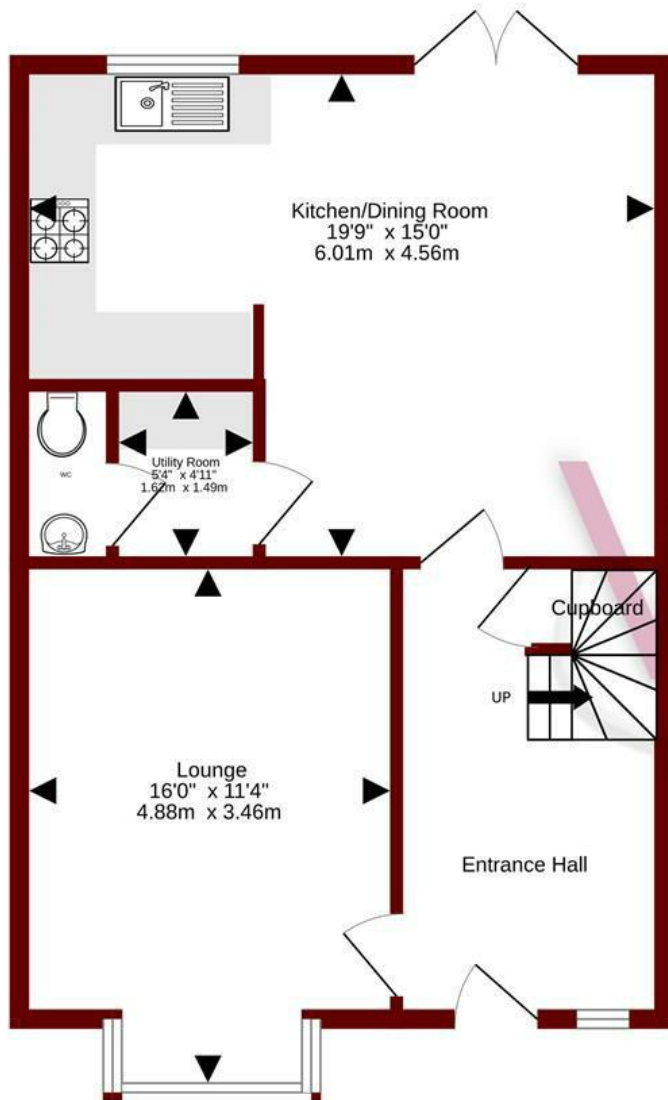 Kitchen/Dining Room
19'9" x 15'0"
6.01m x 4.56m
WC
Utility Room
5'4" x 4'11"
1.62m x 1.49m
Cupboard
UP
Lounge
16'0" x 11'4"
4.88m x 3.46m
Entrance Hall